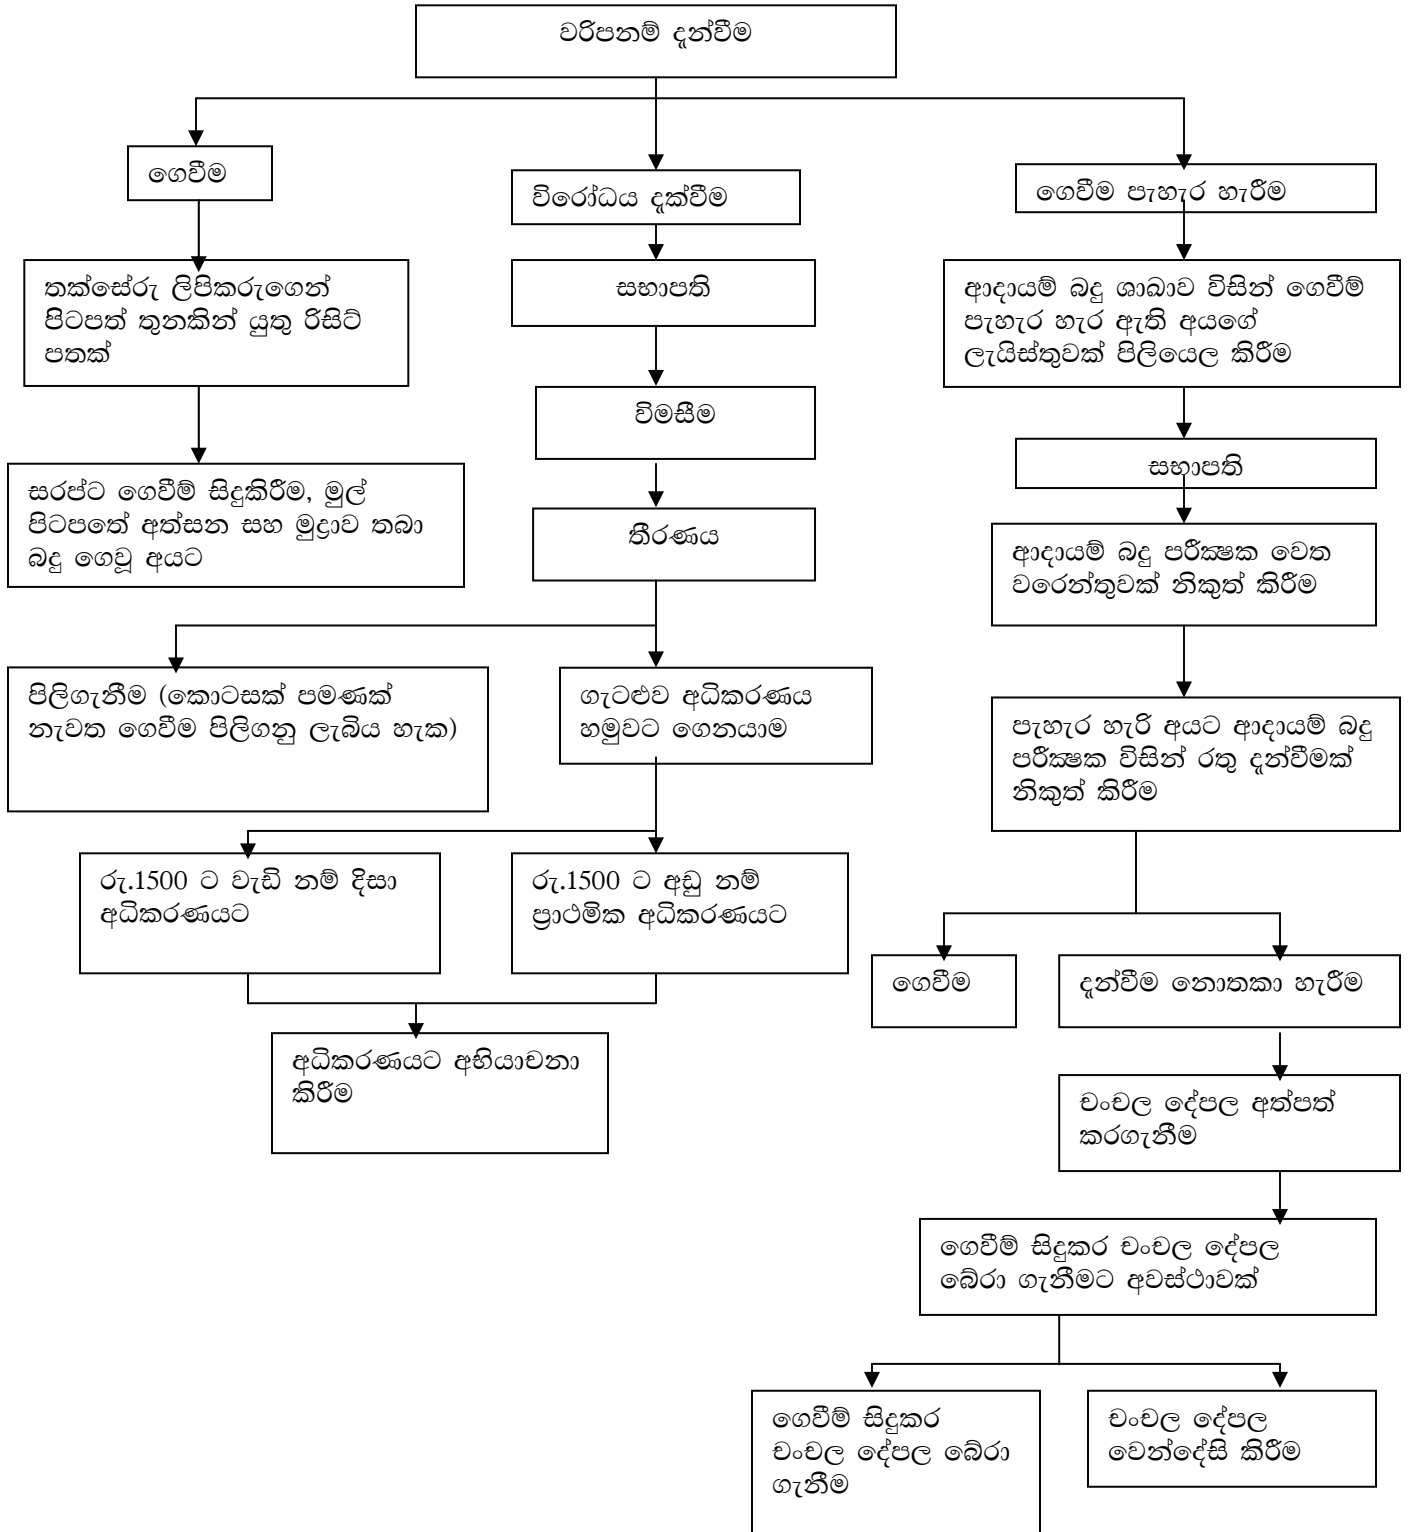 වරිපනම් දැන්වීම
ගෙවීම
විරෝධය දැක්වීම
ගෙවීම පැහැර හැරීම
තක්සේරු ලිපිකරුගෙන්
පිටපත් තුනකින් යුතු රිසිට්
පතක්
සභාපති
ආදායම් බදු ශාඛාව විසින් ගෙවීම්
පැහැර හැර ඇති අයගේ
ලැයිස්තුවක් පිලියෙල කිරීම
විමසීම
සභාපති
සරප්ට ගෙවීම් සිදුකිරීම, මුල්
පිටපතේ අත්සන සහ මුද්‍රාව තබා
බදු ගෙවූ අයට
තීරණය
ආදායම් බදු පරීක්‍ෂක වෙත
වරෙන්තුවක් නිකුත් කිරීම
පිලිගැනීම (කොටසක් පමණක්
නැවත ගෙවීම පිලිගනු ලැබිය හැක)
ගැටළුව අධිකරණය
හමුවට ගෙනයාම
පැහැර හැරි අයට ආදායම් බදු
පරීක්‍ෂක විසින් රතු දැන්වීමක්
නිකුත් කිරීම
රු.1500 ට වැඩි නම් දිසා
අධිකරණයට
රු.1500 ට අඩු නම්
ප්‍රාථමික අධිකරණයට
ගෙවීම
දැන්වීම නොතකා හැරීම
අධිකරණයට අභියාචනා
කිරීම
චංචල දේපල අත්පත්
කරගැනීම
ගෙවීම් සිදුකර චංචල දේපල
බේරා ගැනීමට අවස්ථාවක්
ගෙවීම් සිදුකර
චංචල දේපල බේරා
ගැනීම
චංචල දේපල
වෙන්දේසි කිරීම